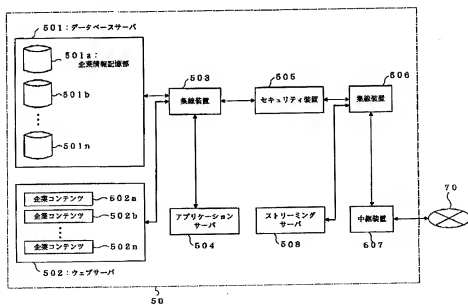 501：データベースサーバ
501a：
企業情報記憶部
501b
501n
503
集線装置
505
セキュリティ装置
506
集線装置
502a
企業コンテンツ
502b
企業コンテンツ
502n
企業コンテンツ
502：ウェブサーバ
アプリケーション
サーバ
504
ストリーミング
サーバ
508
中継装置
507
70
50